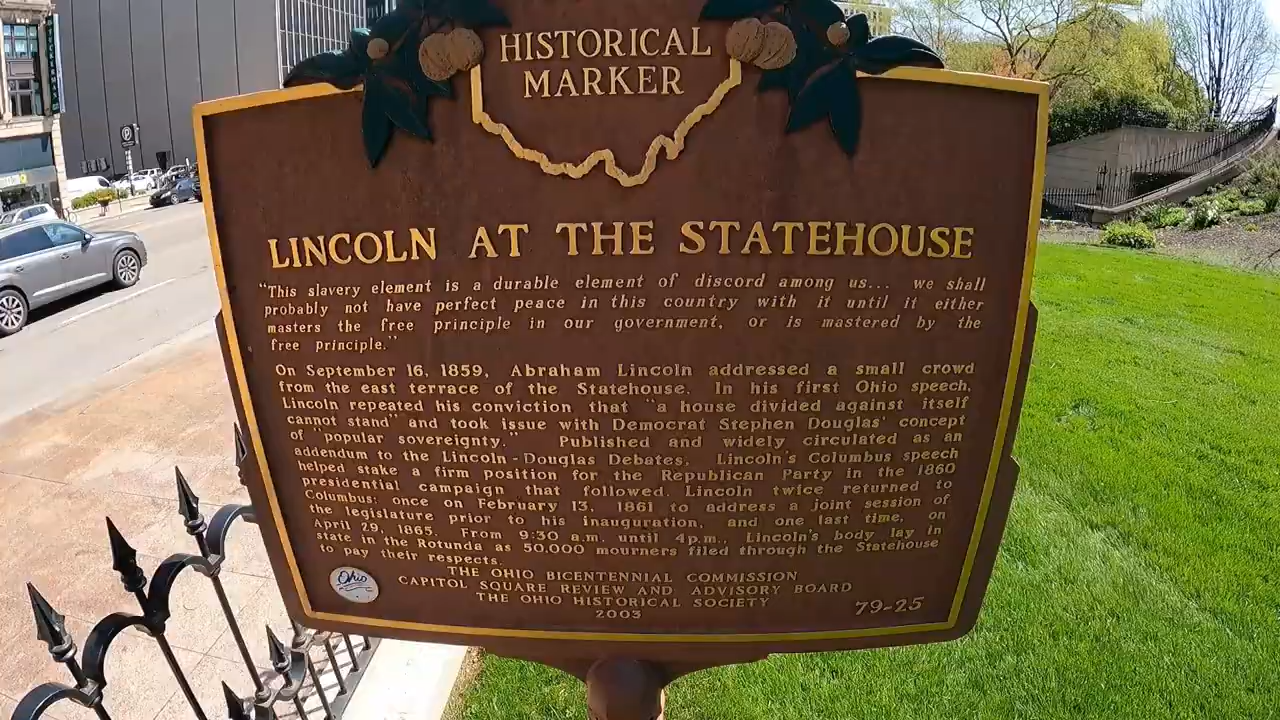 HISTORICAL
MARKER
LINCOLN AT THE STATEHOUSE
"This slavery element is a durable element of discord among us... we shall
probably not have perfect peace in this country with it until it either
masters the free principle in our government, or is mastered by the
free principle."
On September 16, 1859, Abraham Lincoln addressed a small crowd
from the east terrace of the Statehouse. In his first Ohio speech,
Lincoln repeated his conviction that "a house divided against itself
cannot stand" and took issue with Democrat Stephen Douglas' concept
of "popular sovereignty." Published and widely circulated as an
addendum to the Lincoln-Douglas Debates, Lincoln's Columbus speech
helped stake a firm position for the Republican Party in the 1860
presidential campaign that followed. Lincoln twice returned to
Columbus: once on February 13, 1861 to address a joint session of
the legislature prior to his inauguration, and one last time, on
April 29, 1865. From 9:30 a.m. until 4p.m., Lincoln's body lay in
state in the Rotunda as 50,000 mourners filed through the Statehouse
to pay their respects.
THE OHIO BICENTENNIAL COMMISSION
CAPITOL SQUARE REVIEW AND ADVISORY BOARD
THE OHIO HISTORICAL SOCIETY
2003
79-25
Ohio